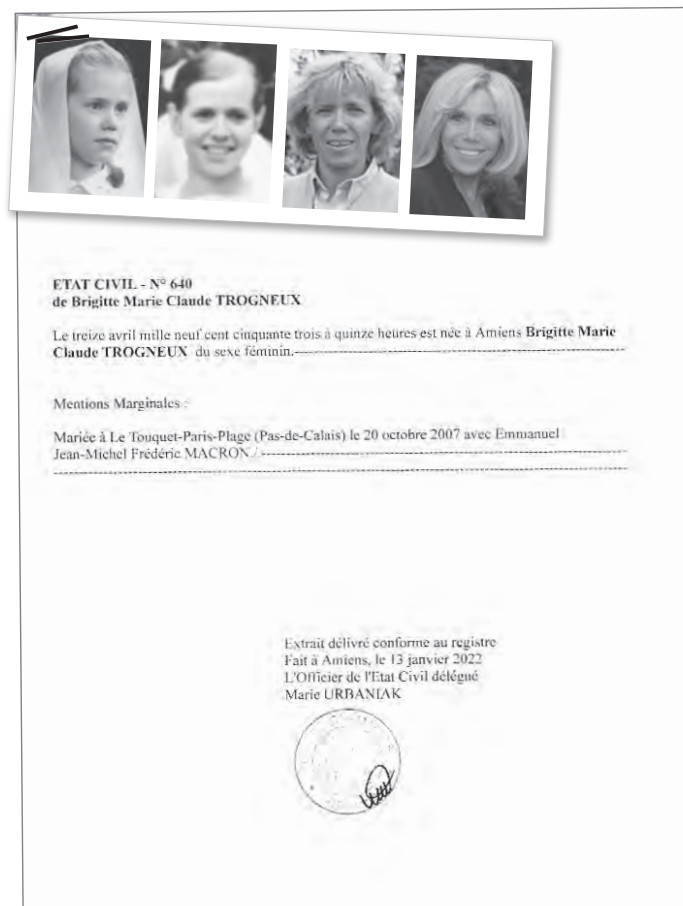 ETAT CIVIL - N° 640
de Brigitte Marie Claude TROGNEUX
Le treize avril mille neuf cent cinquante trois à quinze heures est née à Amiens Brigitte Marie
Claude TROGNEUX du sexe féminin.
Mentions Marginales :
Mariée à Le Touquet-Paris-Plage (Pas-de-Calais) le 20 octobre 2007 avec Emmanuel
Jean-Michel Frédéric MACRON./
Extrait délivré conforme au registre
Fait à Amiens, le 13 janvier 2022
L'Officier de l'Etat Civil délégué
Marie URBANIAK